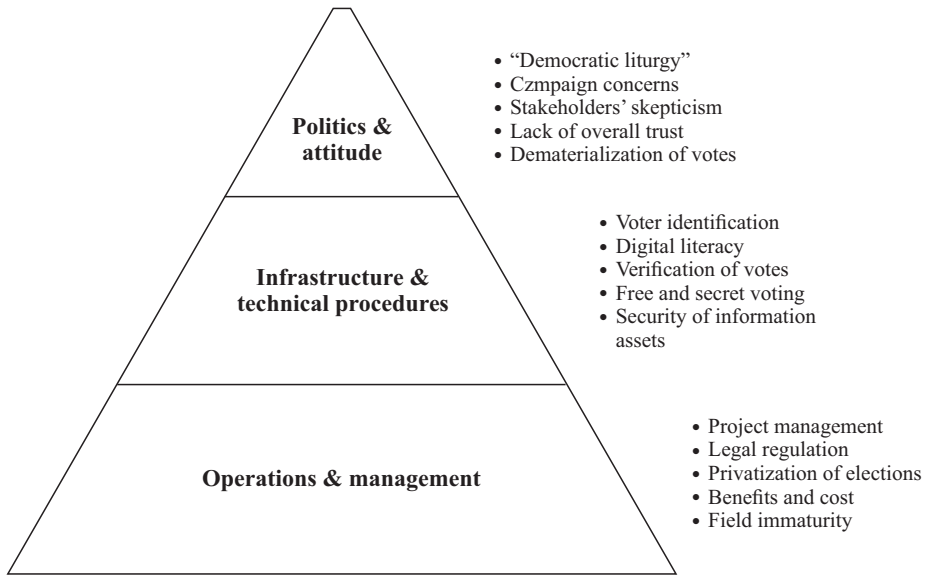 Politics &
attitude
• “Democratic liturgy”
• Czmpaign concerns
• Stakeholders’ skepticism
• Lack of overall trust
• Dematerialization of votes
Infrastructure &
technical procedures
• Voter identification
• Digital literacy
• Verification of votes
• Free and secret voting
• Security of information
assets
Operations & management
• Project management
• Legal regulation
• Privatization of elections
• Benefits and cost
• Field immaturity